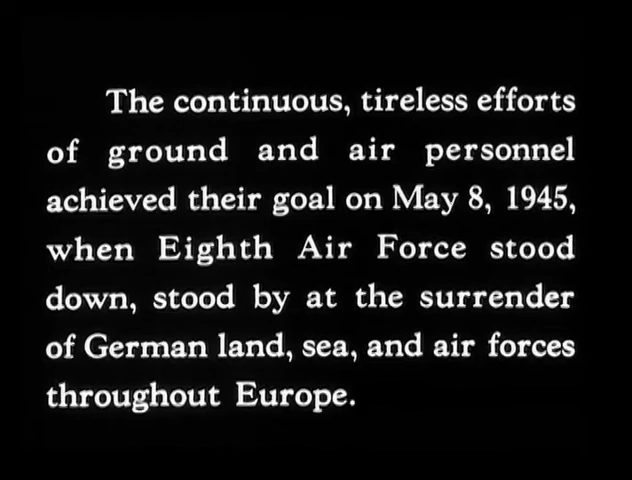 The continuous, tireless efforts
of ground and air personnel
achieved their goal on May 8, 1945,
when Eighth Air Force stood
down, stood by at the surrender
of German land, sea, and air forces
throughout Europe.